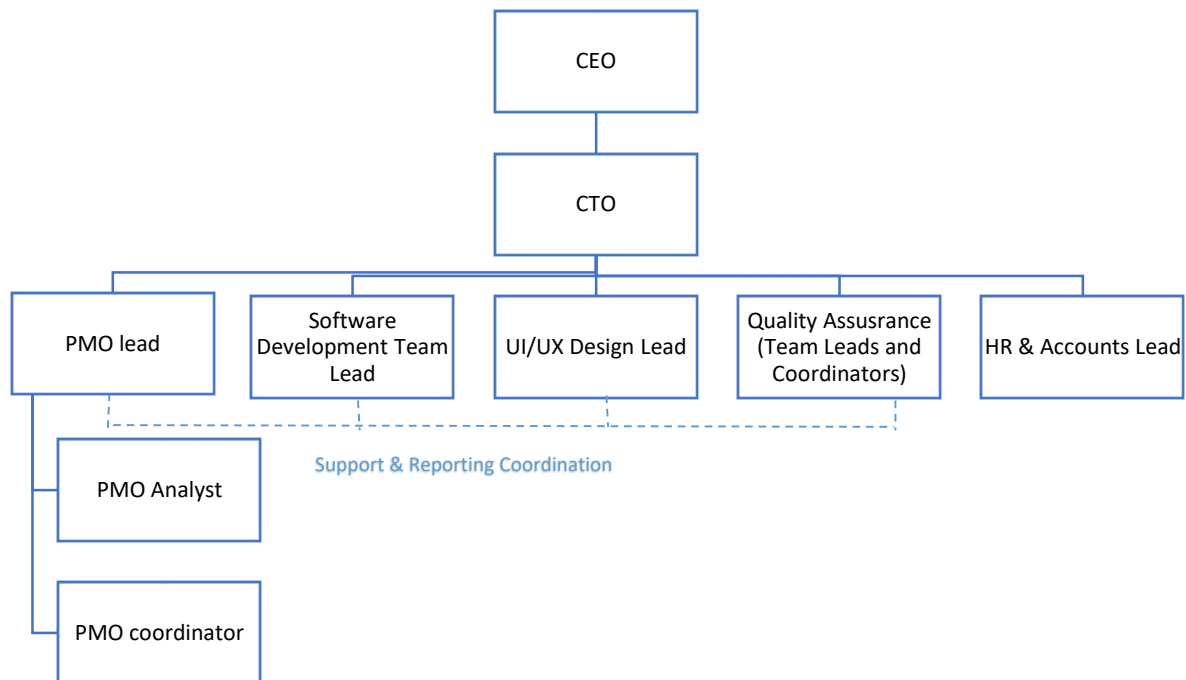 CEO
CTO
PMO lead
Software
Development Team
Lead
UI/UX Design Lead
Quality Assusrance
(Team Leads and
Coordinators)
HR & Accounts Lead
Support & Reporting Coordination
PMO Analyst
PMO coordinator